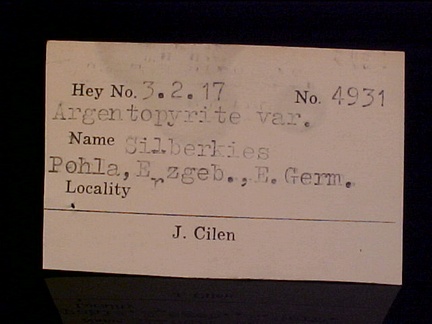 Hey No. 3.2.17 No. 4931
Argentopyrite var.
Name Silberkies
Pohla, Erzgeb., E. Germ.
Locality
J. Cilen